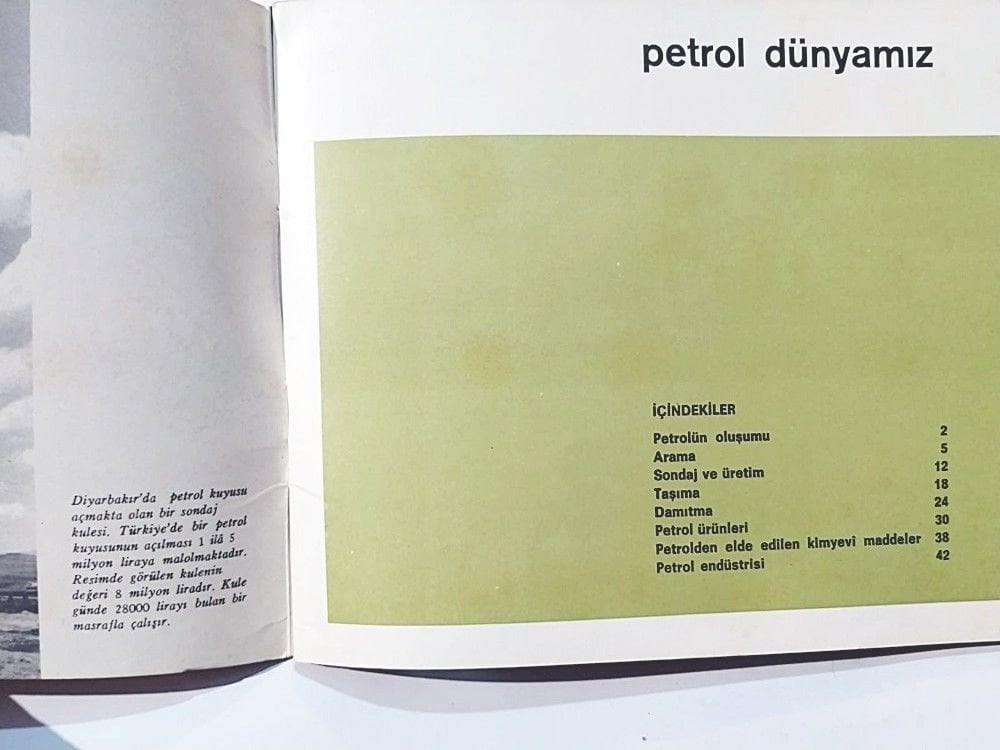 Diyarbakır'da petrol kuyusu
açmakta olan bir sondaj
kulesi. Türkiye'de bir petrol
kuyusunun açılması 1 ilâ 5
milyon liraya malolmaktadır.
Resimde görülen kulenin
değeri 8 milyon liradır. Kule
günde 28000 lirayı bulan bir
masrafla çalışır.
petrol dünyamız
İÇİNDEKİLER
Petrolün oluşumu 2
Arama 5
Sondaj ve üretim 12
Taşıma 18
Damıtma 24
Petrol ürünleri 30
Petrolden elde edilen kimyevi maddeler 38
Petrol endüstrisi 42